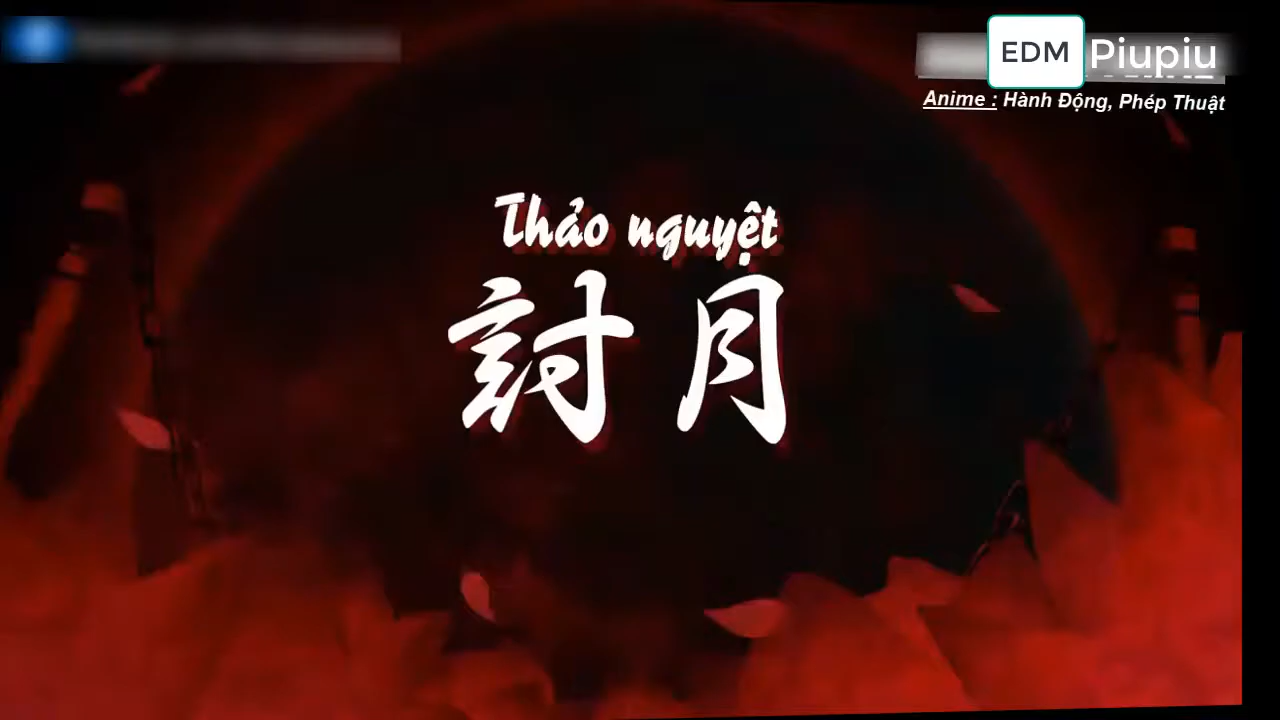 EDM Piupiu
Anime : Hành Động, Phép Thuật
Thảo nguyệt
討月